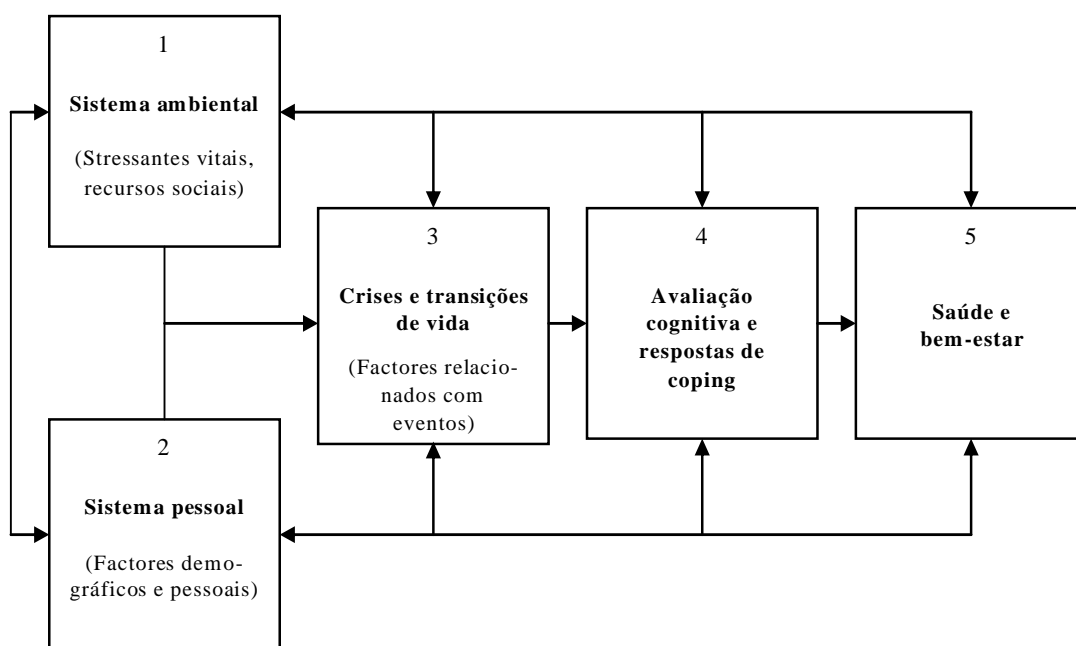 1
Sistema ambiental
(Stressantes vitais,
recursos sociais)
3
Crises e transições
de vida
(Factores relacio-
nados com
eventos)
4
Avaliação
cognitiva e
respostas de
coping
5
Saúde e
bem-estar
2
Sistema pessoal
(Factores demo-
gráficos e pessoais)